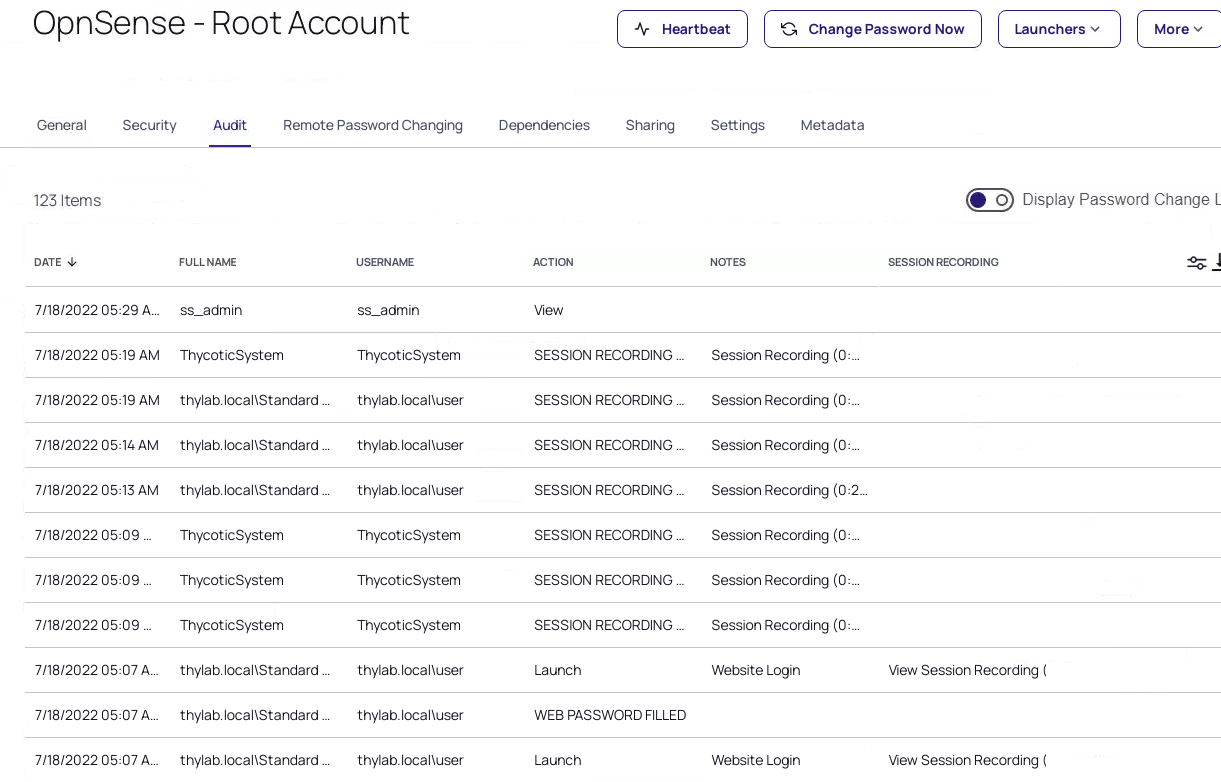 OpnSense - Root Account
Heartbeat Change Password Now Launchers More
General Security Audit Remote Password Changing Dependencies Sharing Settings Metadata
123 Items
Display Password Change L
DATE FULL NAME USERNAME ACTION NOTES SESSION RECORDING
7/18/2022 05:29 A... ss_admin ss_admin View
7/18/2022 05:19 AM ThycoticSystem ThycoticSystem SESSION RECORDING ... Session Recording (0:...
7/18/2022 05:19 AM thylab.local\Standard ... thylab.local\user SESSION RECORDING ... Session Recording (0:...
7/18/2022 05:14 AM thylab.local\Standard ... thylab.local\user SESSION RECORDING ... Session Recording (0:...
7/18/2022 05:13 AM thylab.local\Standard ... thylab.local\user SESSION RECORDING ... Session Recording (0:2...
7/18/2022 05:09 ... ThycoticSystem ThycoticSystem SESSION RECORDING ... Session Recording (0:...
7/18/2022 05:09 ... ThycoticSystem ThycoticSystem SESSION RECORDING ... Session Recording (0:...
7/18/2022 05:09 ... ThycoticSystem ThycoticSystem SESSION RECORDING ... Session Recording (0:...
7/18/2022 05:07 A... thylab.local\Standard ... thylab.local\user Launch Website Login View Session Recording (
7/18/2022 05:07 A... thylab.local\Standard ... thylab.local\user WEB PASSWORD FILLED
7/18/2022 05:07 A... thylab.local\Standard ... thylab.local\user Launch Website Login View Session Recording (